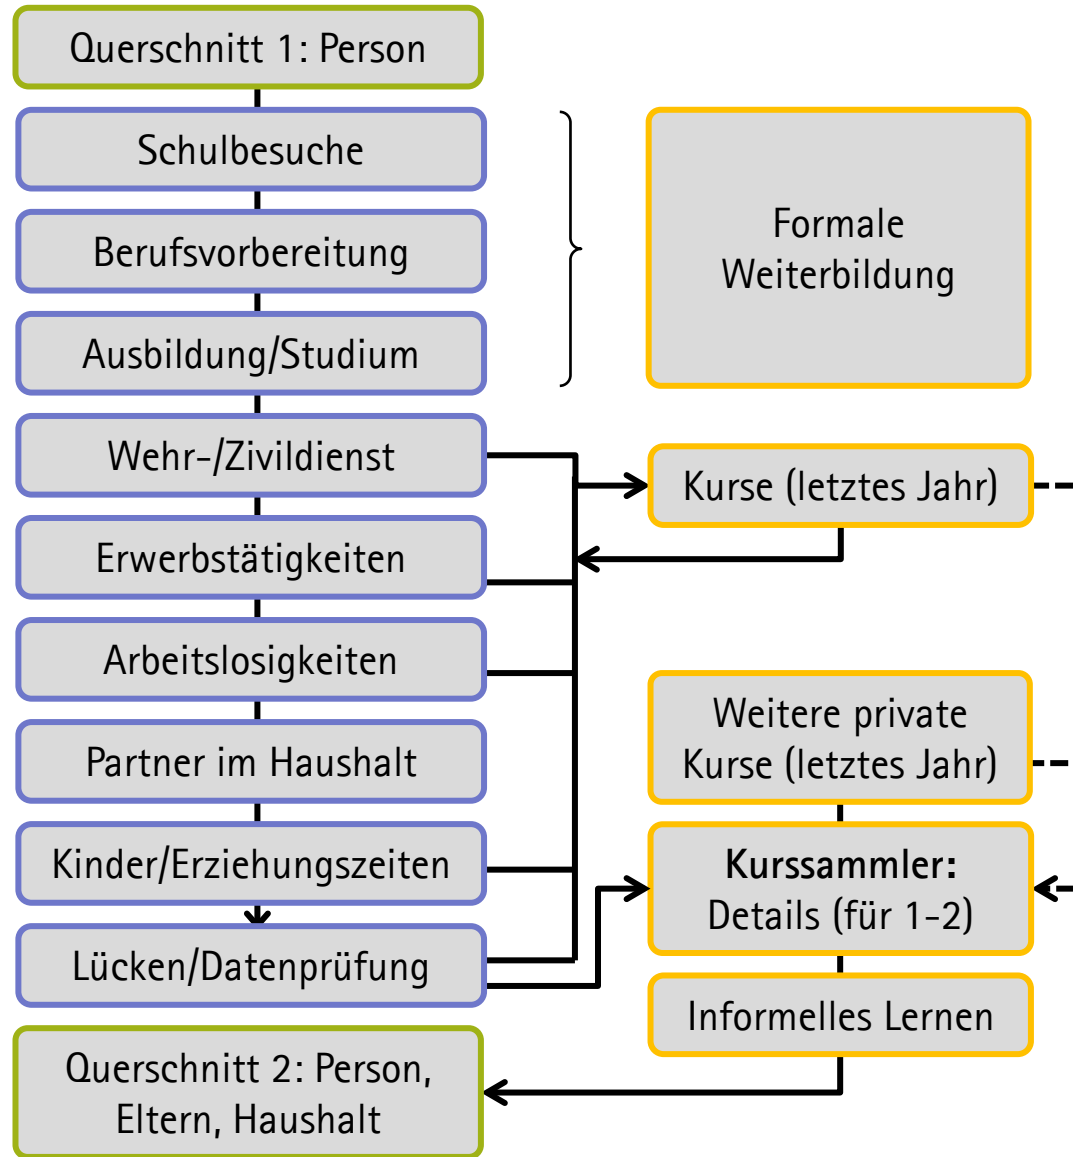 Querschnitt 1: Person
Schulbesuche
Berufsvorbereitung
Ausbildung/Studium
Wehr-/Zivildienst
Erwerbstätigkeiten
Arbeitslosigkeiten
Partner im Haushalt
Kinder/Erziehungszeiten
Lücken/Datenprüfung
Querschnitt 2: Person,
Eltern, Haushalt
Formale
Weiterbildung
Kurse (letztes Jahr)
Weitere private
Kurse (letztes Jahr)
Kurssammler:
Details (für 1-2)
Informelles Lernen